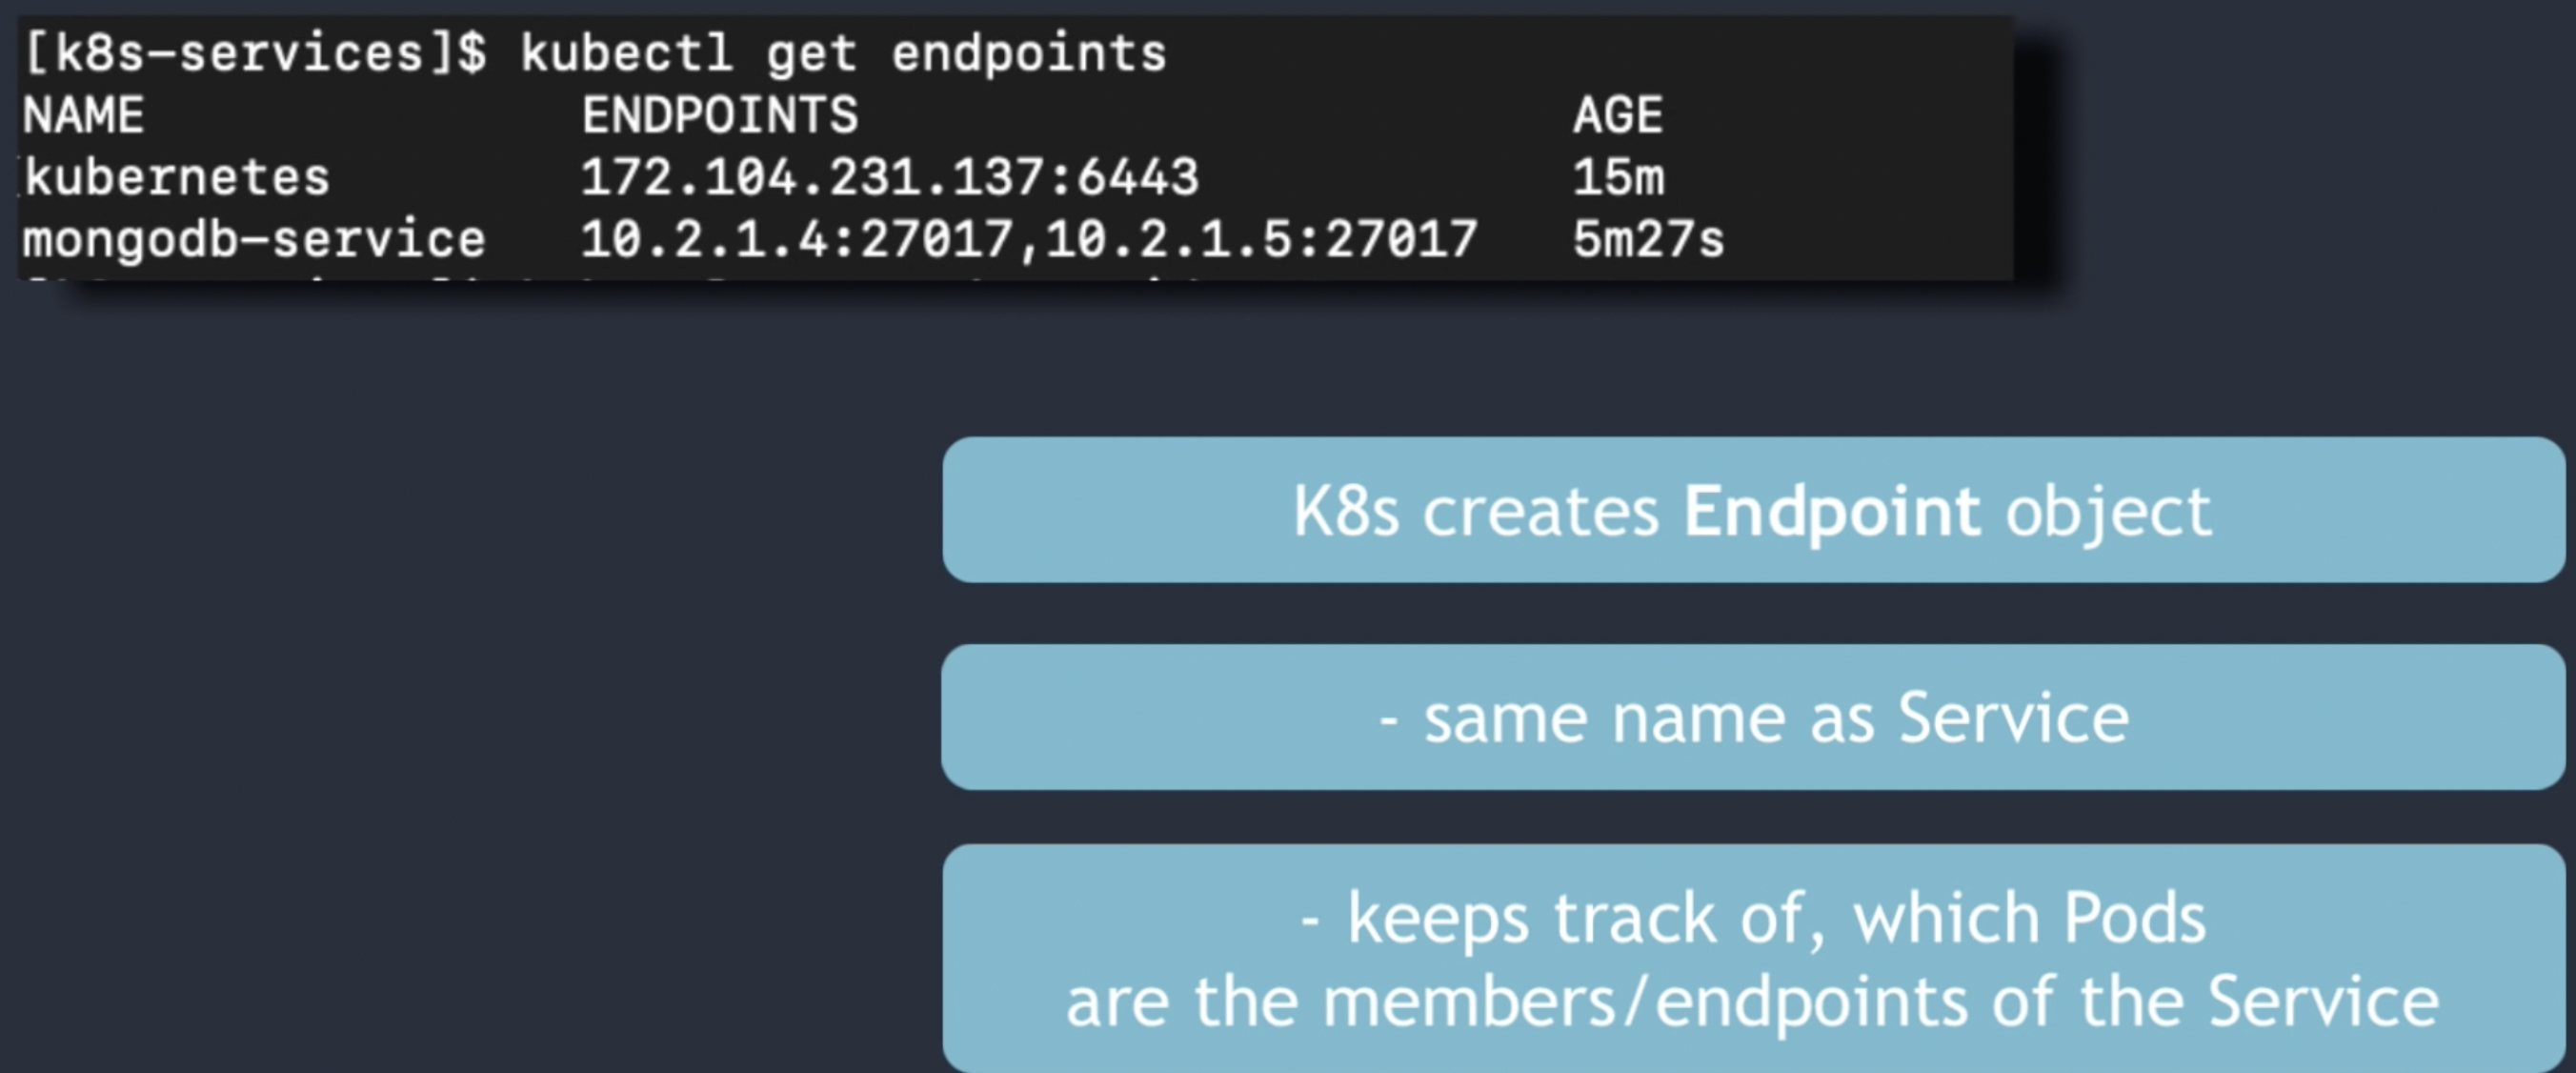 [k8s-services]$ kubectl get endpoints
NAME ENDPOINTS AGE
kubernetes 172.104.231.137:6443 15m
mongodb-service 10.2.1.4:27017,10.2.1.5:27017 5m27s
K8s creates Endpoint object
- same name as Service
- keeps track of, which Pods
are the members/endpoints of the Service